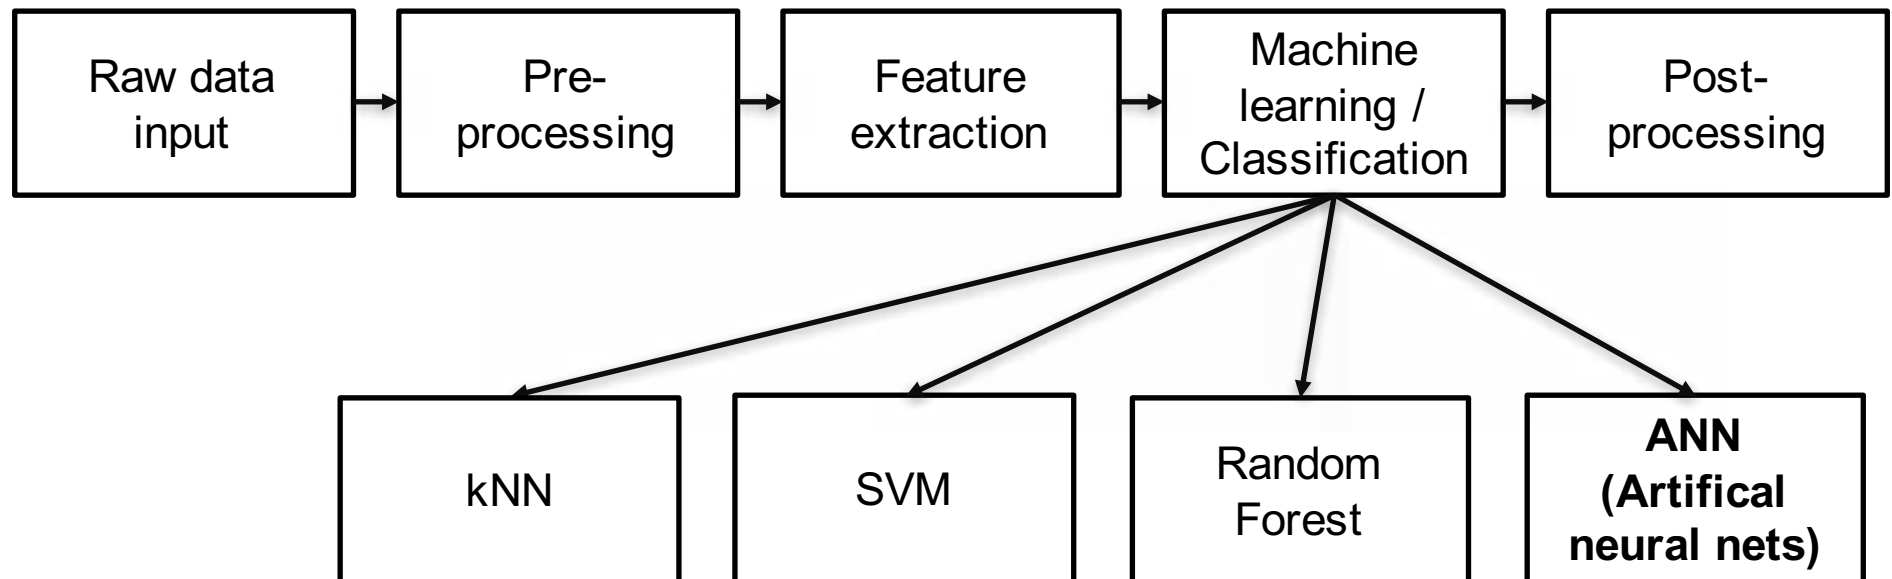 Raw data
input
Pre-
processing
Feature
extraction
Machine
learning /
Classification
Post-
processing
kNN
SVM
Random
Forest
ANN
(Artifical
neural nets)